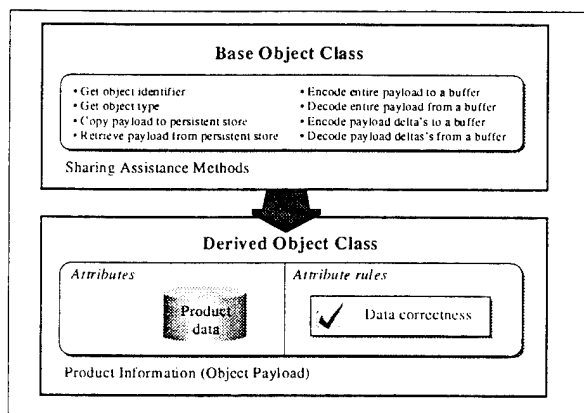 Base Object Class
• Get object identifier
• Get object type
• Copy payload to persistent store
• Retrieve payload from persistent store
• Encode entire payload to a buffer
• Decode entire payload from a buffer
• Encode payload delta's to a buffer
• Decode payload deltas's from a buffer
Sharing Assistance Methods
Derived Object Class
Attributes
Product
data
Attribute rules
Data correctness
Product Information (Object Payload)